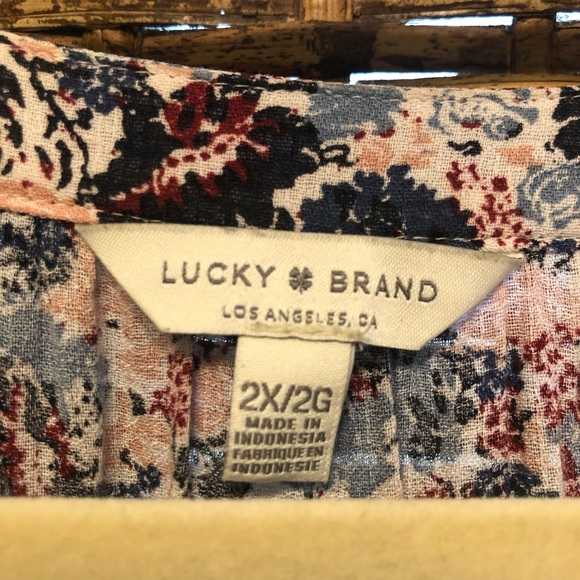 LUCKY BRAND
LOS ANGELES, CA
2X/2G
MADE IN
INDONESIA
FABRIQUE EN
INDONESIE